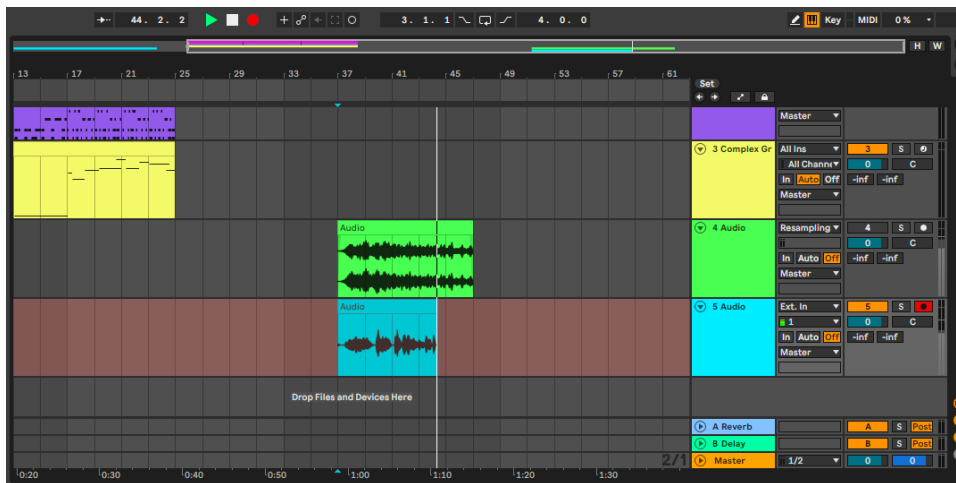 44. 2. 2 3. 1. 1 4. 0. 0 Key MIDI 0%
H W
13 17 21 25 29 33 37 41 45 49 53 57 61
Set
Master
3 Complex Gr All Ins 3 S
All Channe 0 C
In Auto Off -inf -inf
Master
Audio
4 Audio Resampling 4 S
0 C
In Auto Off -inf -inf
Master
Audio
5 Audio Ext. In 5 S
1 0 C
In Auto Off -inf -inf
Master
Drop Files and Devices Here
A Reverb A S Post
B Delay B S Post
2/1 Master 1/2 0 0
0:20 0:30 0:40 0:50 1:00 1:10 1:20 1:30